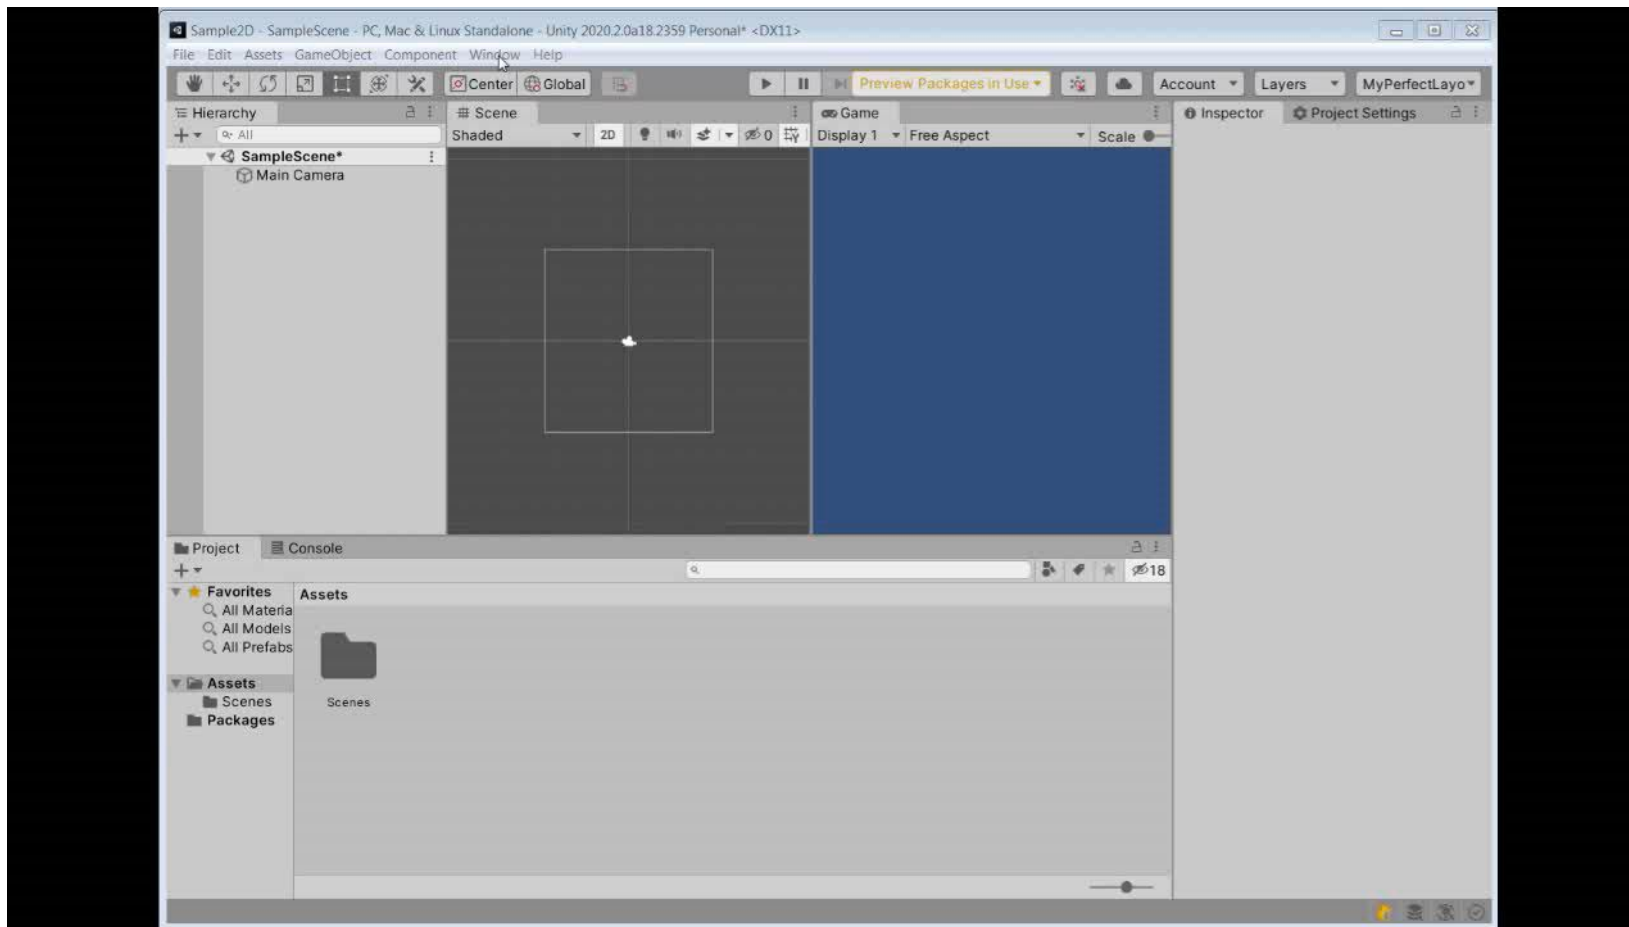 Sample2D - SampleScene - PC, Mac & Linux Standalone - Unity 2020.2.0a18.2359 Personal* <DX11>
File Edit Assets GameObject Component Window Help
Center Global Preview Packages in Use Account Layers MyPerfectLayo
Hierarchy Scene Game Inspector Project Settings
All Shaded 2D 0 Display 1 Free Aspect Scale
SampleScene*
Main Camera
Project Console
18
Favorites Assets
All Materia
All Models
All Prefabs
Assets
Scenes Scenes
Packages